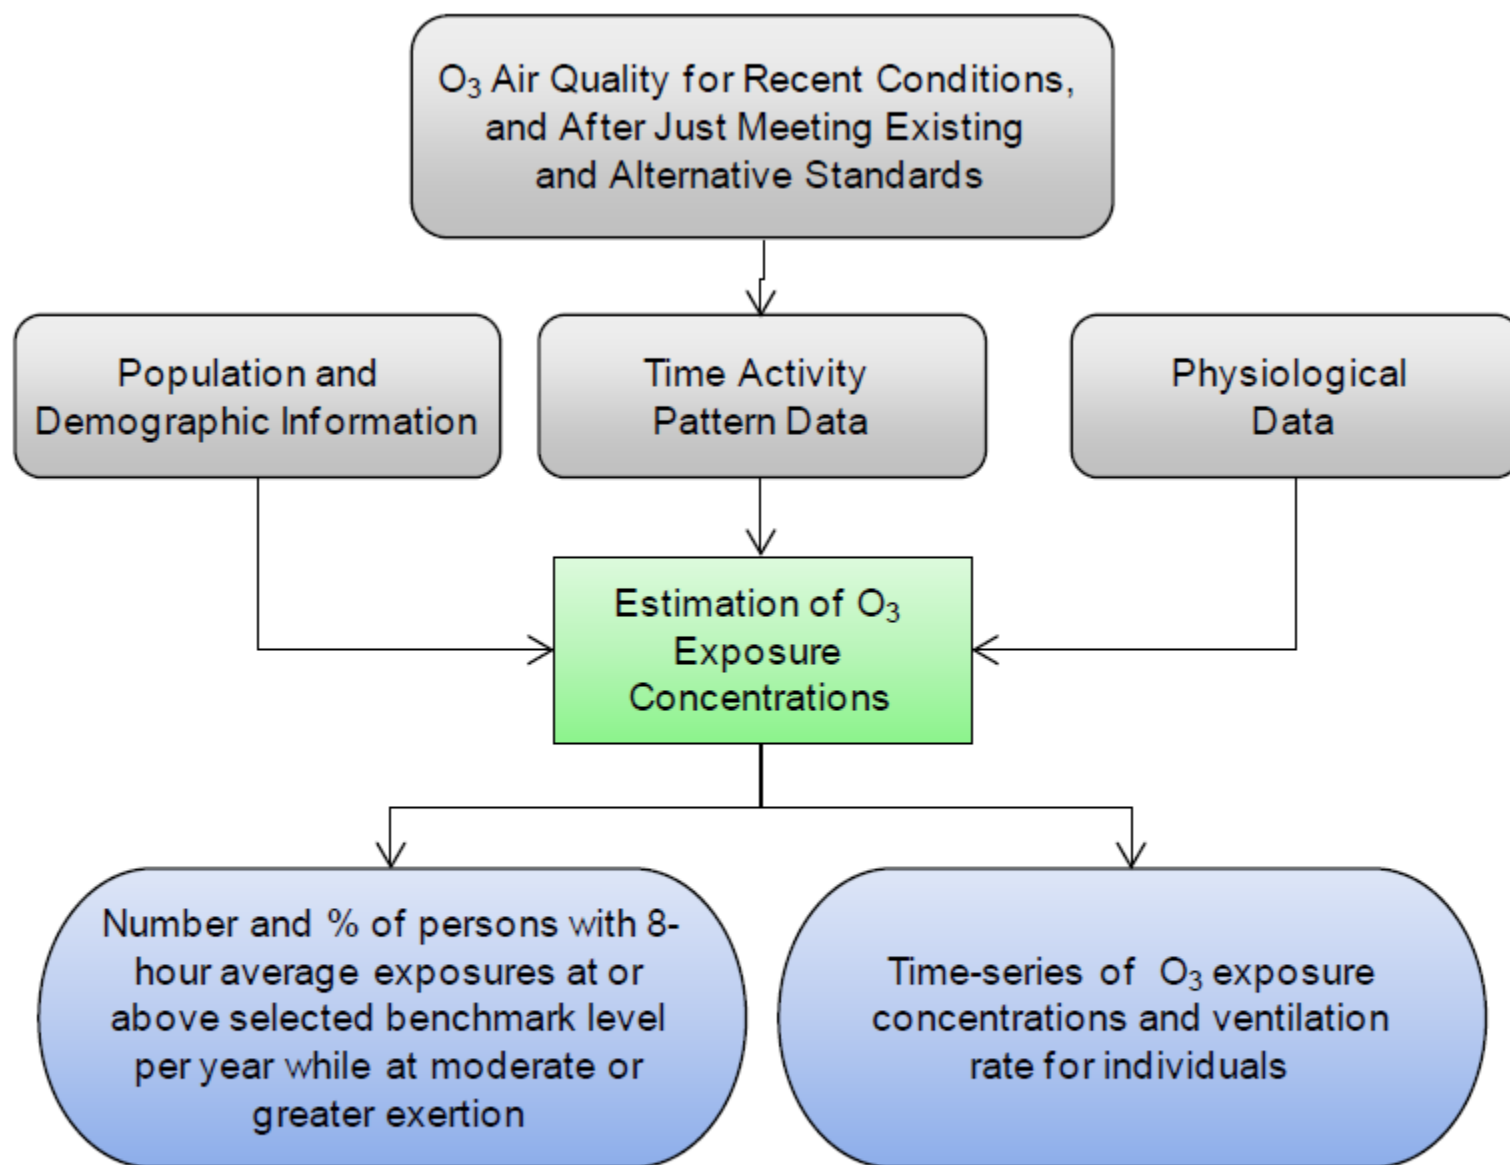 O₃ Air Quality for Recent Conditions,
and After Just Meeting Existing
and Alternative Standards
Population and
Demographic Information
Time Activity
Pattern Data
Physiological
Data
Estimation of O₃
Exposure
Concentrations
Number and % of persons with 8-
hour average exposures at or
above selected benchmark level
per year while at moderate or
greater exertion
Time-series of O₃ exposure
concentrations and ventilation
rate for individuals